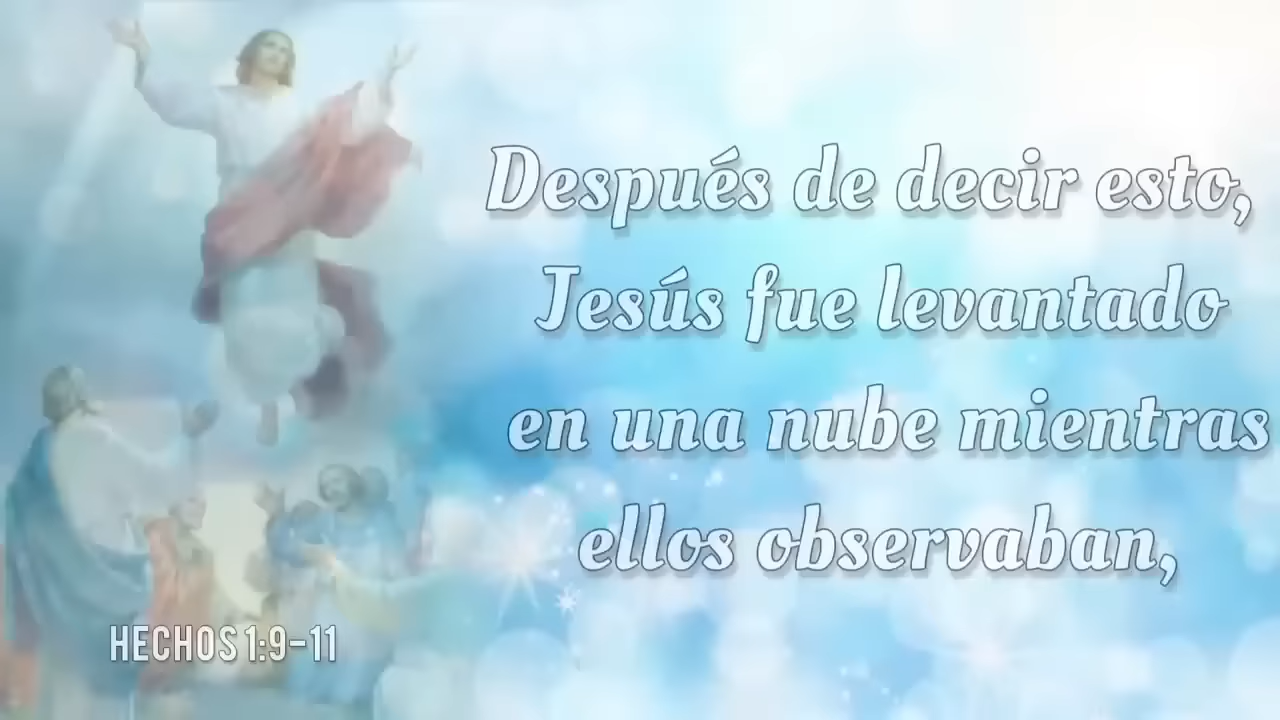 Después de decir esto,
Jesús fue levantado
en una nube mientras
ellos observaban,
HECHOS 1:9-11